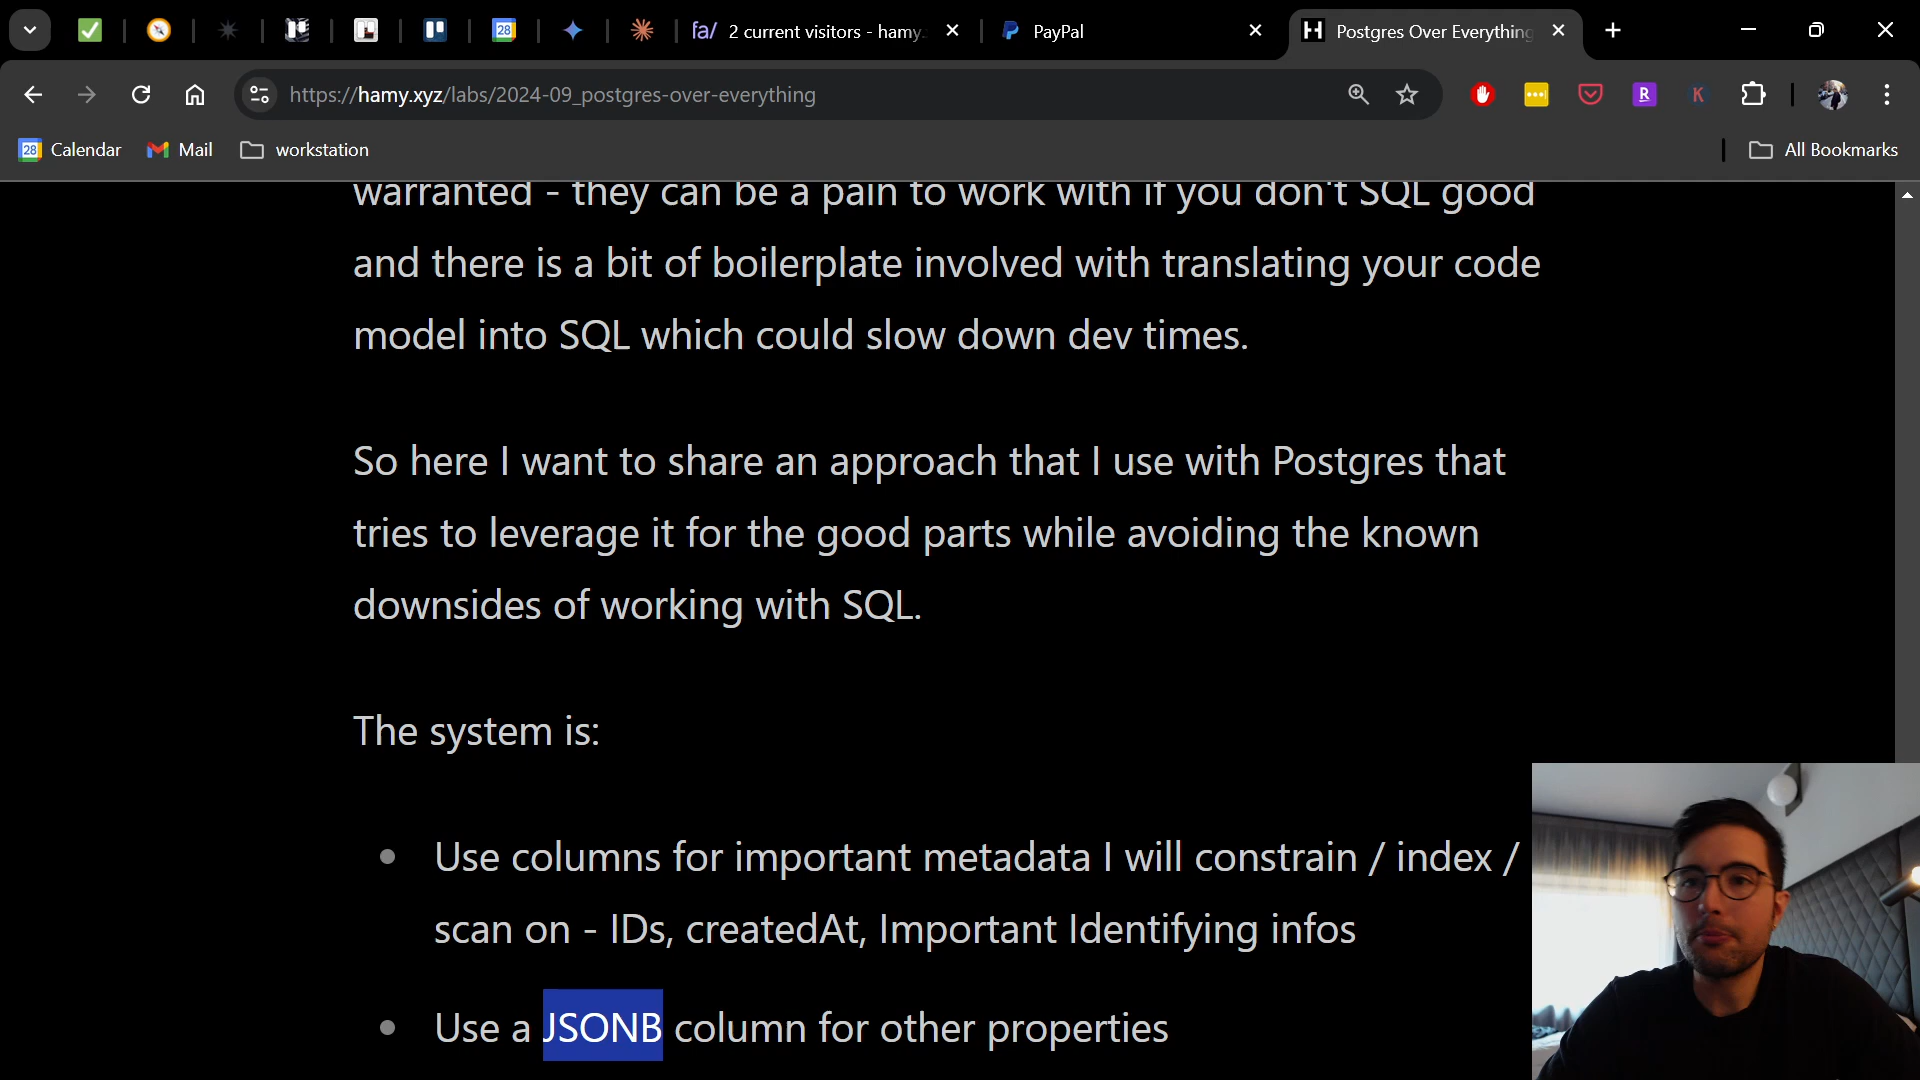 28
fa/ 2 current visitors - hamy.
PayPal
Postgres Over Everything
https://hamy.xyz/labs/2024-09_postgres-over-everything
R
K
28 Calendar
Mail
workstation
All Bookmarks
warranted - they can be a pain to work with if you don't SQL good
and there is a bit of boilerplate involved with translating your code
model into SQL which could slow down dev times.
So here I want to share an approach that I use with Postgres that
tries to leverage it for the good parts while avoiding the known
downsides of working with SQL.
The system is:
Use columns for important metadata I will constrain / index /
scan on - IDs, createdAt, Important Identifying infos
Use a JSONB column for other properties